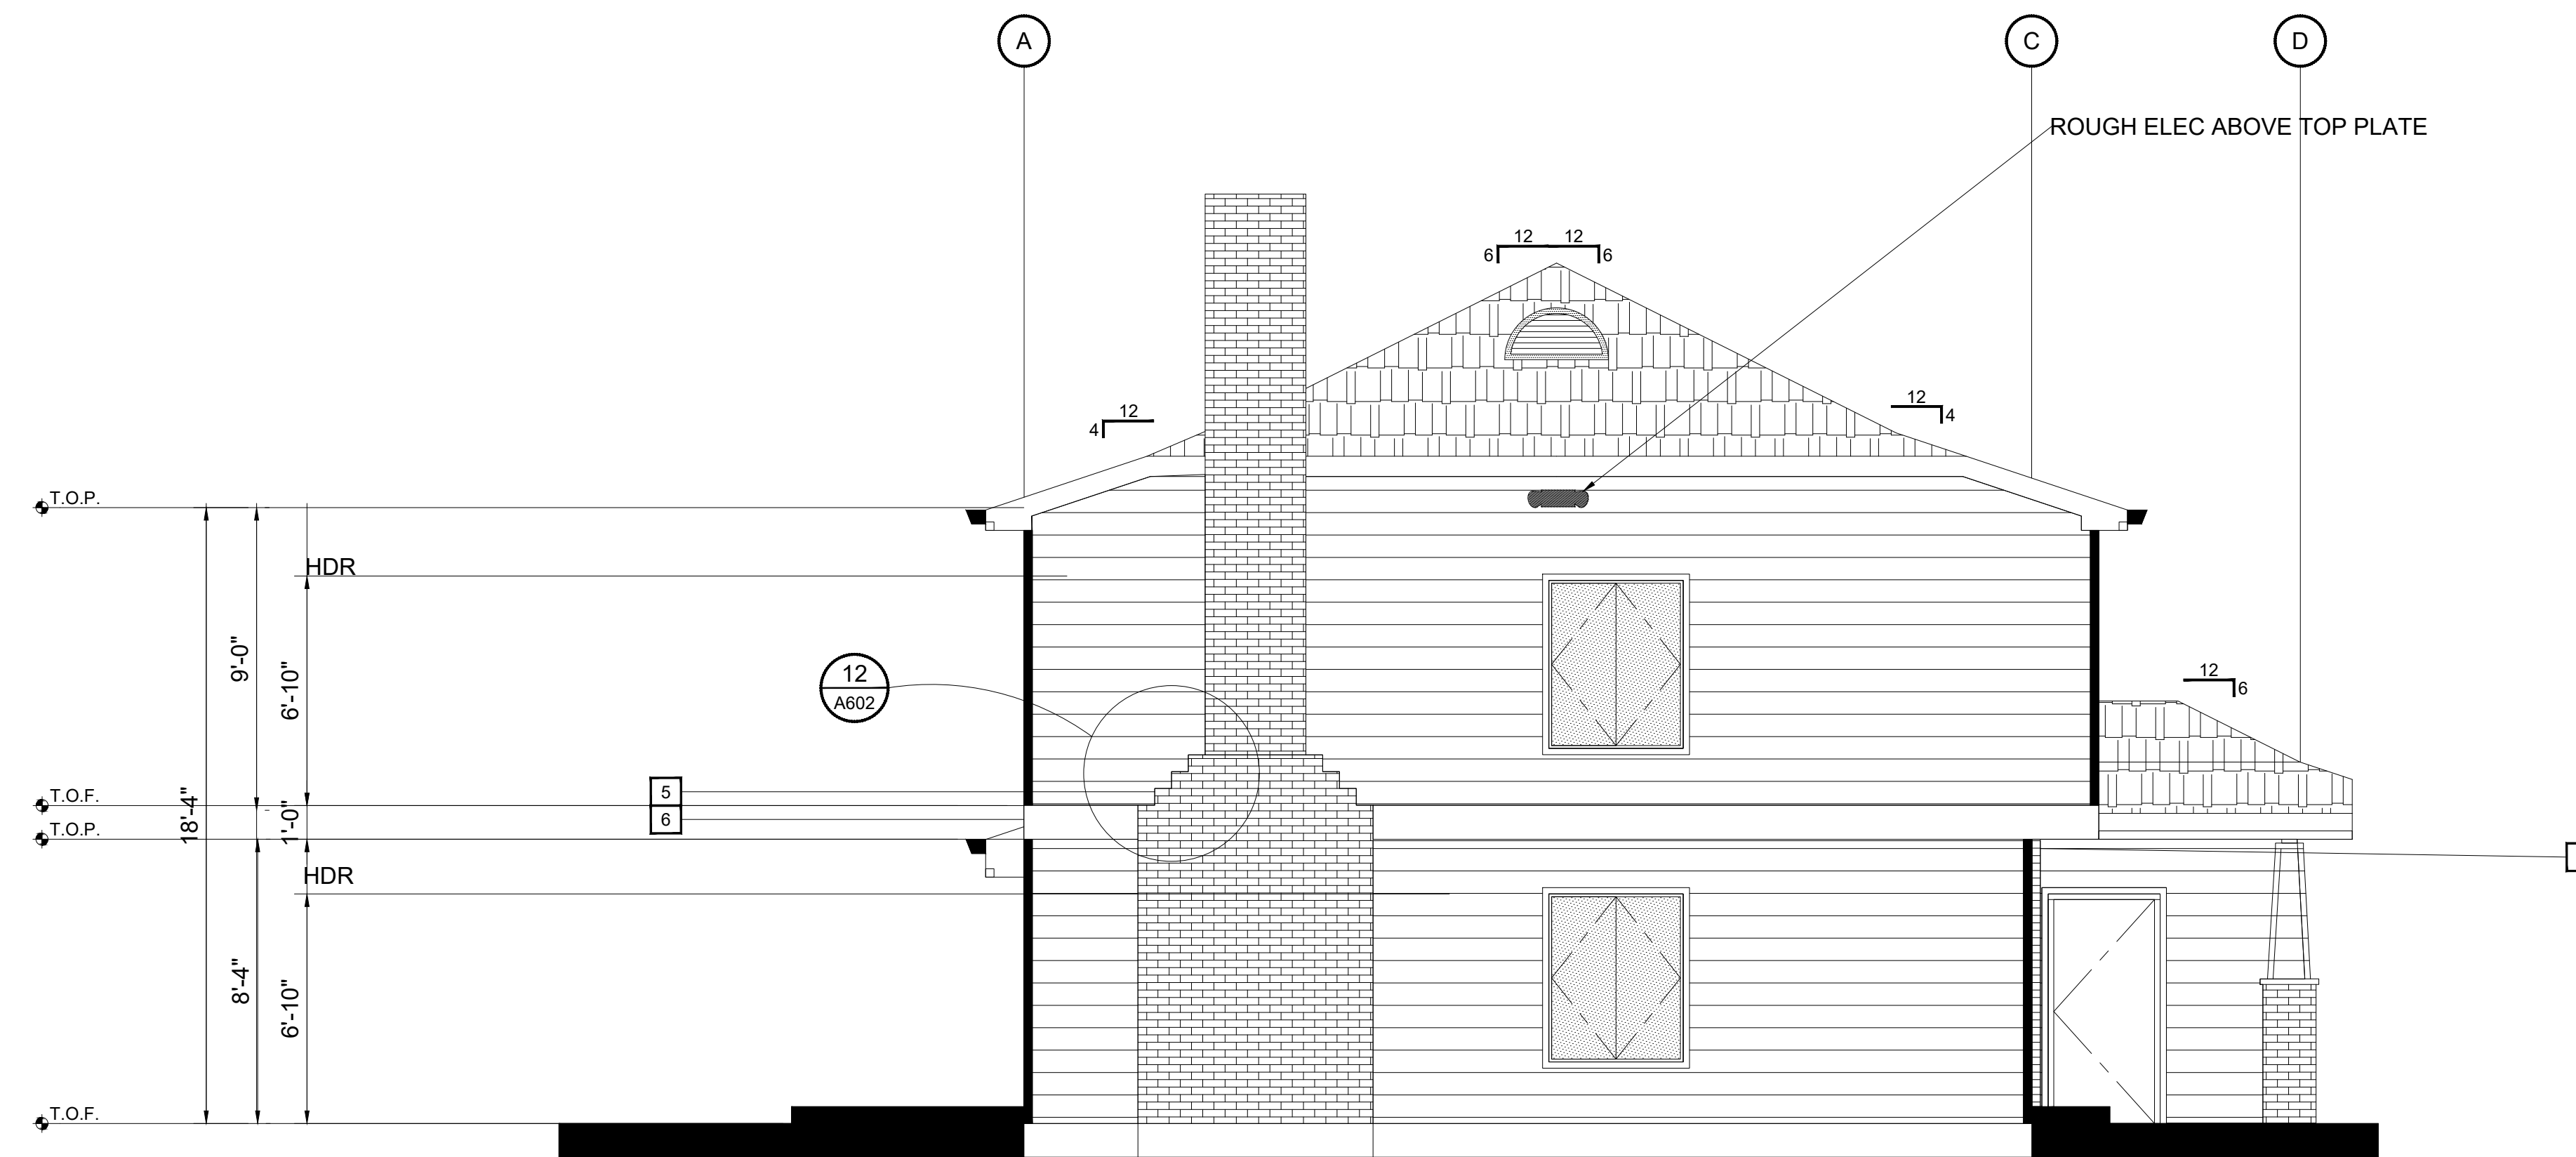 A
C
D
ROUGH ELEC ABOVE TOP PLATE
12 12
6 6
12
4
12
4
T.O.P.
HDR
9'-0"
6'-10"
12
A602
12
6
5
T.O.F.
6
18'-4"
1'-0"
T.O.P.
HDR
8'-4"
6'-10"
T.O.F.